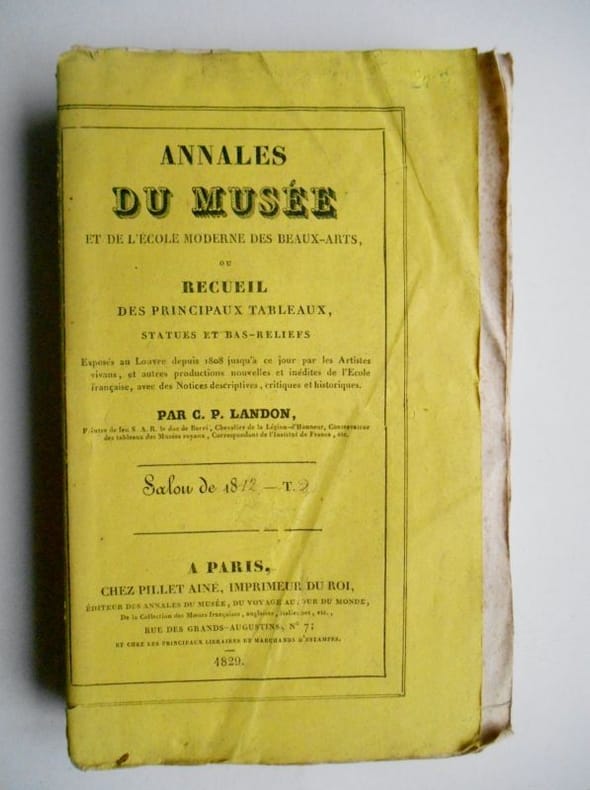 ANNALES
DU MUSÉE
ET DE L'ÉCOLE MODERNE DES BEAUX-ARTS,
OU
RECUEIL
DES PRINCIPAUX TABLEAUX,
STATUES ET BAS-RELIEFS
Exposés au Louvre depuis 1808 jusqu'à ce jour par les Artistes
vivans, et autres productions nouvelles et inédites de l'Ecole
française, avec des Notices descriptives, critiques et historiques.
PAR C. P. LANDON,
Peintre de feu S. A. R. le duc de Berri, Chevalier de la Légion-d'Honneur, Conservateur
des tableaux des Musées royaux, Correspondant de l'Institut de France, etc.
Salon de 1812 — T. 2
A PARIS,
CHEZ PILLET AINÉ, IMPRIMEUR DU ROI,
ÉDITEUR DES ANNALES DU MUSÉE, DU VOYAGE AUTOUR DU MONDE,
De la Collection des Mœurs françaises, anglaises, italiennes, etc.,
RUE DES GRANDS-AUGUSTINS, N° 7;
ET CHEZ LES PRINCIPAUX LIBRAIRES ET MARCHANDS D'ESTAMPES.
1829.